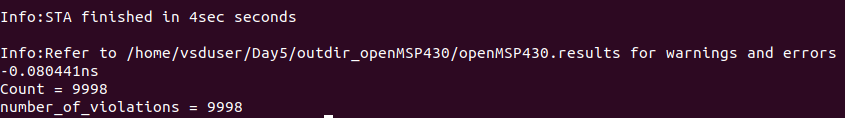 Info:STA finished in 4sec seconds
Info:Refer to /home/vsduser/Day5/outdir_openMSP430/openMSP430.results for warnings and errors
-0.080441ns
Count = 9998
number_of_violations = 9998